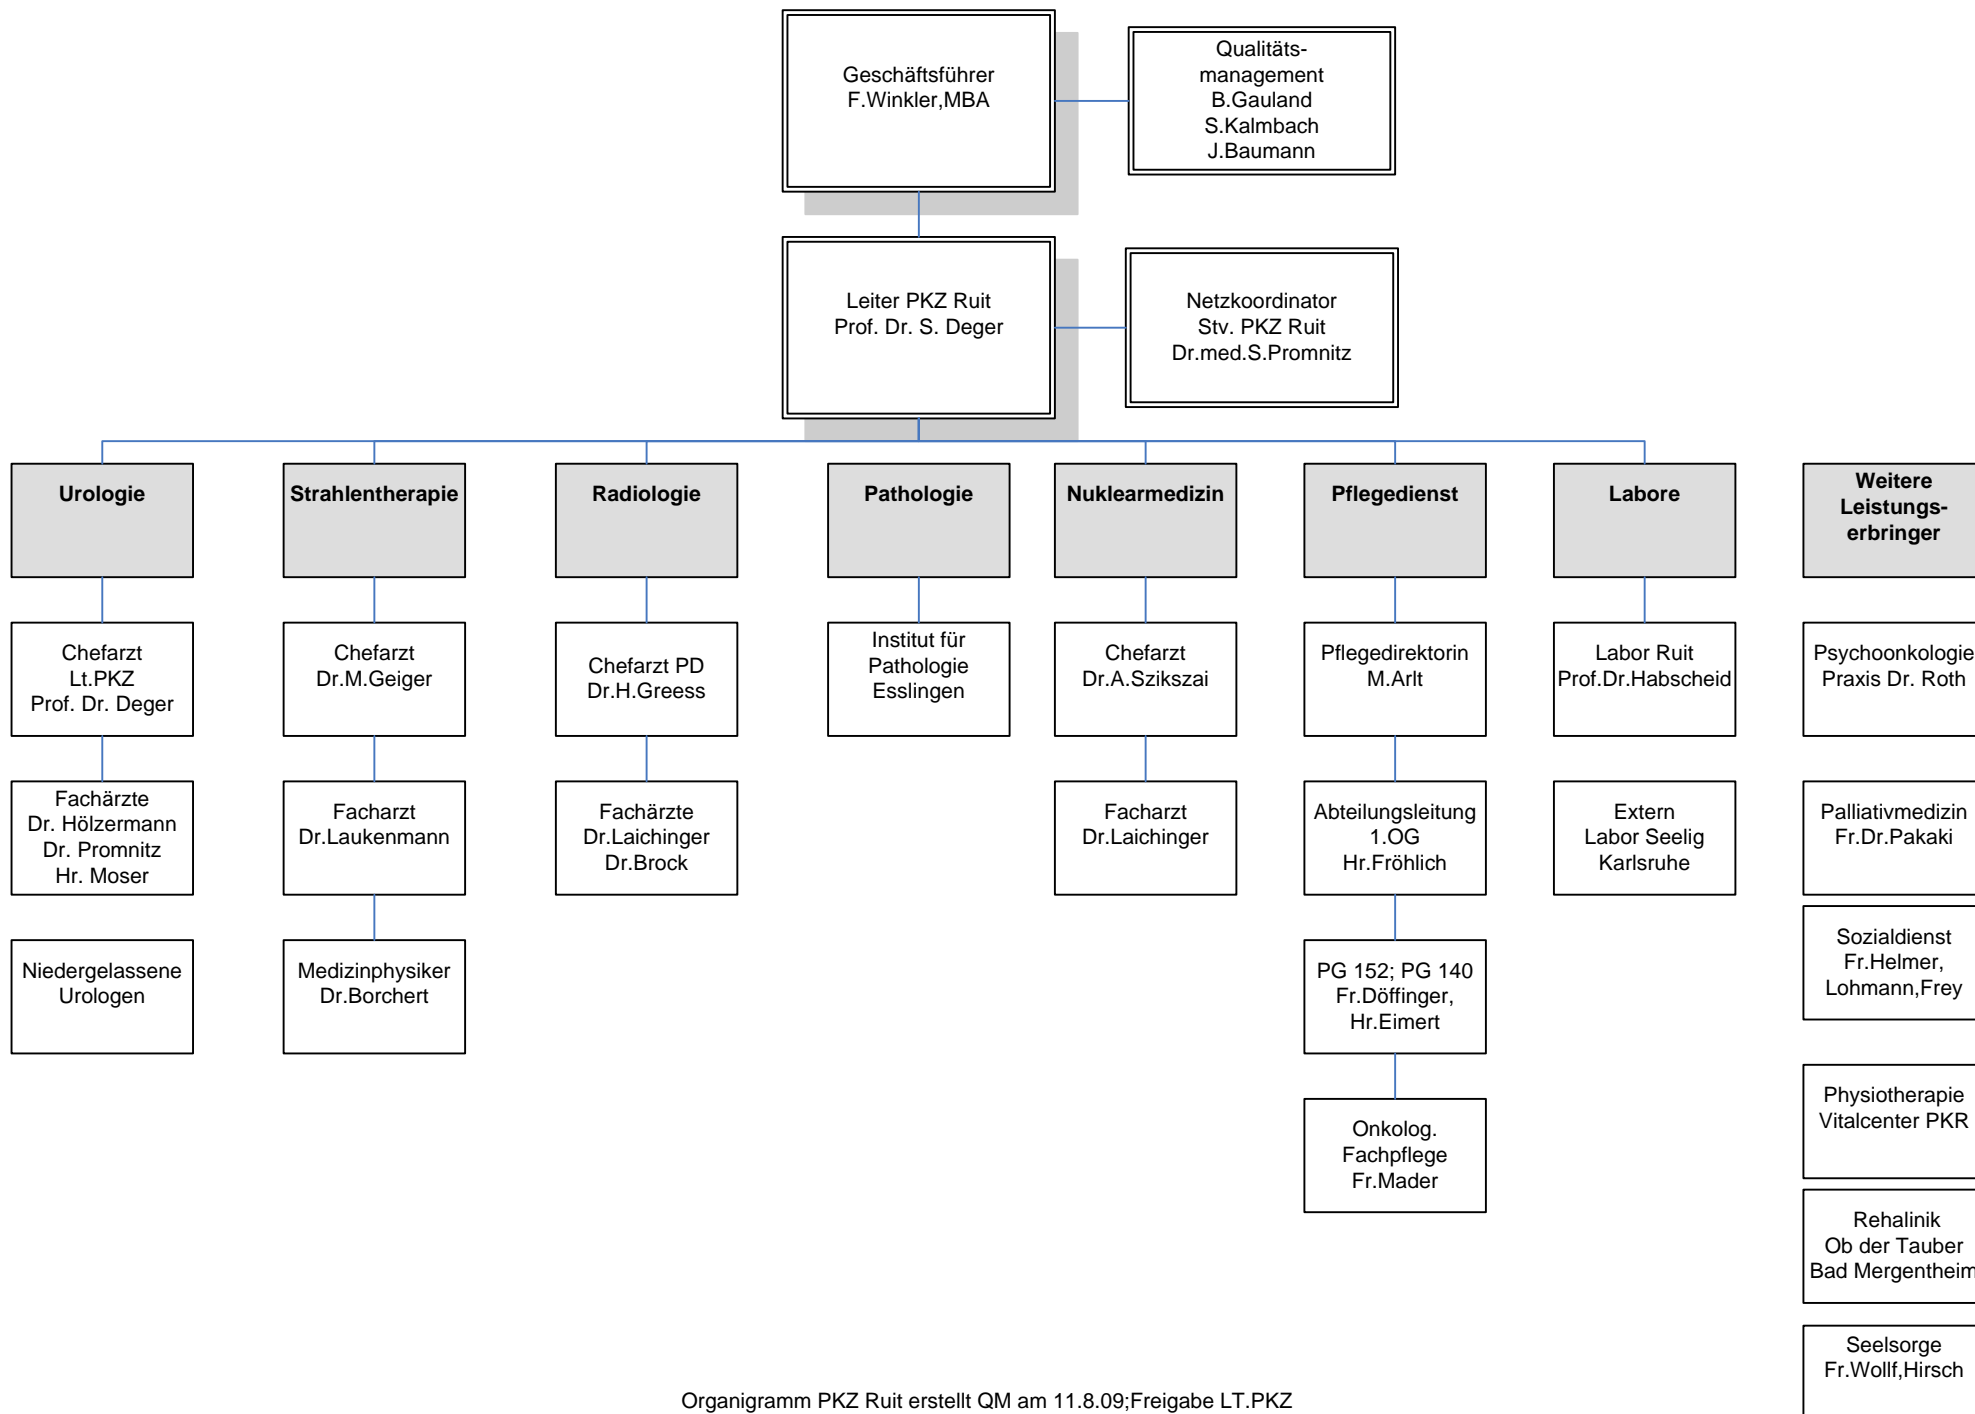 Geschäftsführer
F.Winkler,MBA
Qualitäts-
management
B.Gauland
S.Kalmbach
J.Baumann
Leiter PKZ Ruit
Prof. Dr. S. Deger
Netzkoordinator
Stv. PKZ Ruit
Dr.med.S.Promnitz
Urologie
Strahlentherapie
Radiologie
Pathologie
Nuklearmedizin
Pflegedienst
Labore
Weitere
Leistungs-
erbringer
Chefarzt
Lt.PKZ
Prof. Dr. Deger
Chefarzt
Dr.M.Geiger
Chefarzt PD
Dr.H.Greess
Institut für
Pathologie
Esslingen
Chefarzt
Dr.A.Szikszai
Pflegedirektorin
M.Arlt
Labor Ruit
Prof.Dr.Habscheid
Psychoonkologie
Praxis Dr. Roth
Fachärzte
Dr. Hölzermann
Dr. Promnitz
Hr. Moser
Facharzt
Dr.Laukenmann
Fachärzte
Dr.Laichinger
Dr.Brock
Facharzt
Dr.Laichinger
Abteilungsleitung
1.OG
Hr.Fröhlich
Extern
Labor Seelig
Karlsruhe
Palliativmedizin
Fr.Dr.Pakaki
Niedergelassene
Urologen
Medizinphysiker
Dr.Borchert
PG 152; PG 140
Fr.Döffinger,
Hr.Eimert
Sozialdienst
Fr.Helmer,
Lohmann,Frey
Onkolog.
Fachpflege
Fr.Mader
Physiotherapie
Vitalcenter PKR
Rehalinik
Ob der Tauber
Bad Mergentheim
Seelsorge
Fr.Wollf,Hirsch
Organigramm PKZ Ruit erstellt QM am 11.8.09;Freigabe LT.PKZ